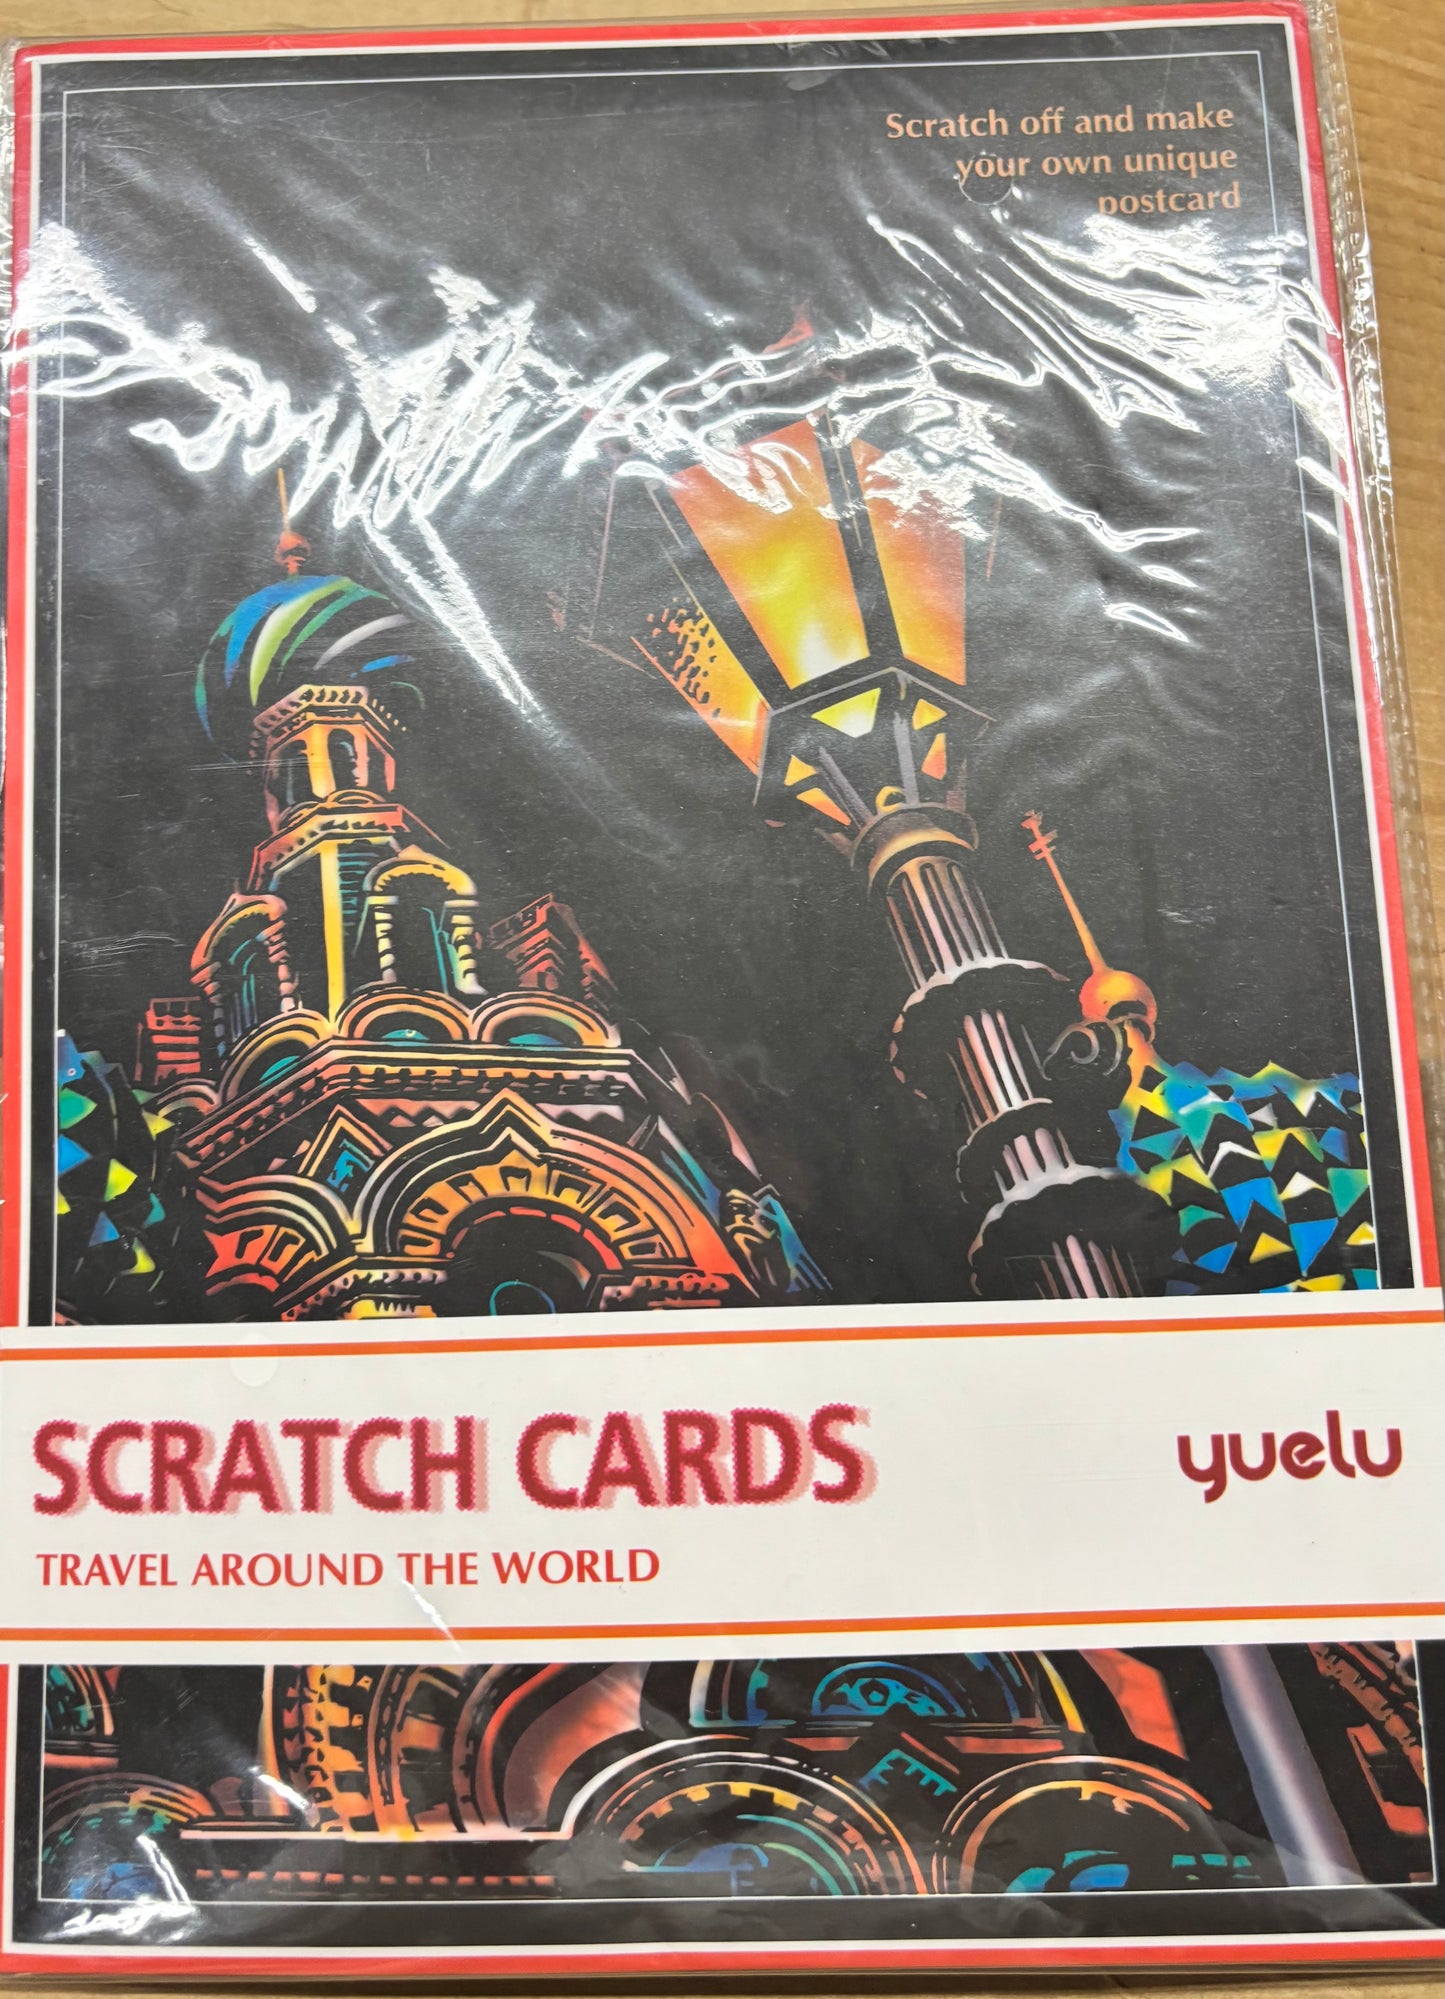 Scratch off and make
your own unique
postcard
SCRATCH CARDS
yuelu
TRAVEL AROUND THE WORLD